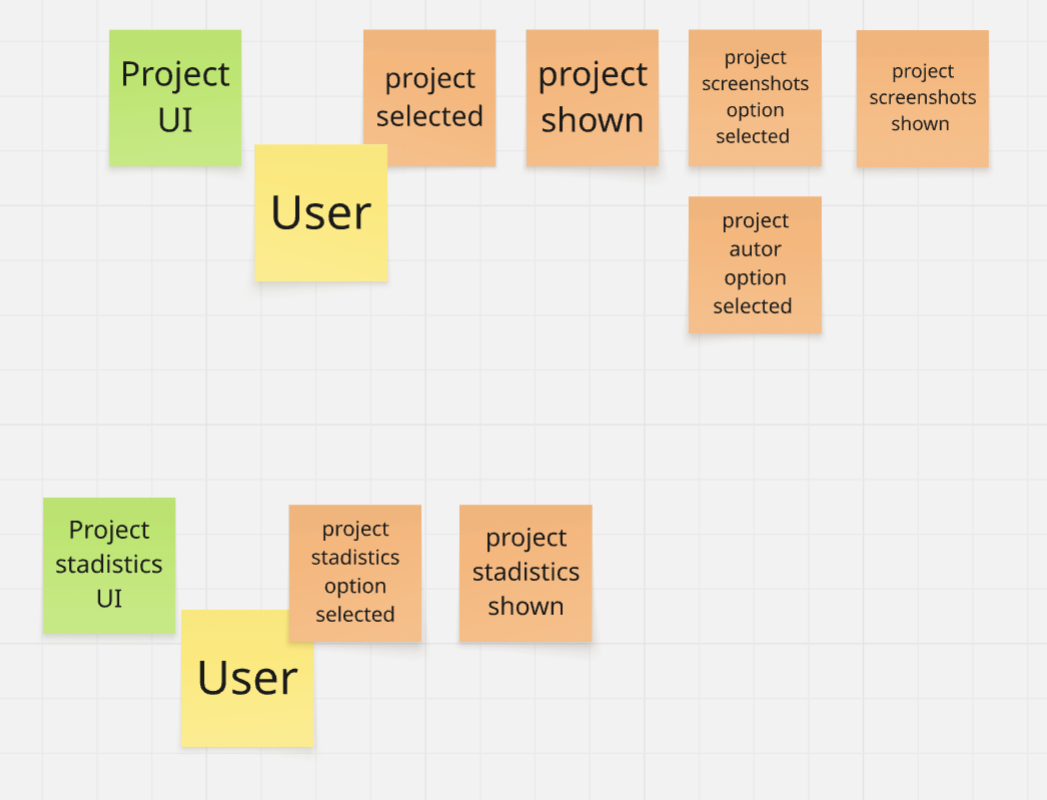 Project
UI
User
project
selected
project
shown
project
screenshots
option
selected
project
screenshots
shown
project
autor
option
selected
Project
stadistics
UI
User
project
stadistics
option
selected
project
stadistics
shown